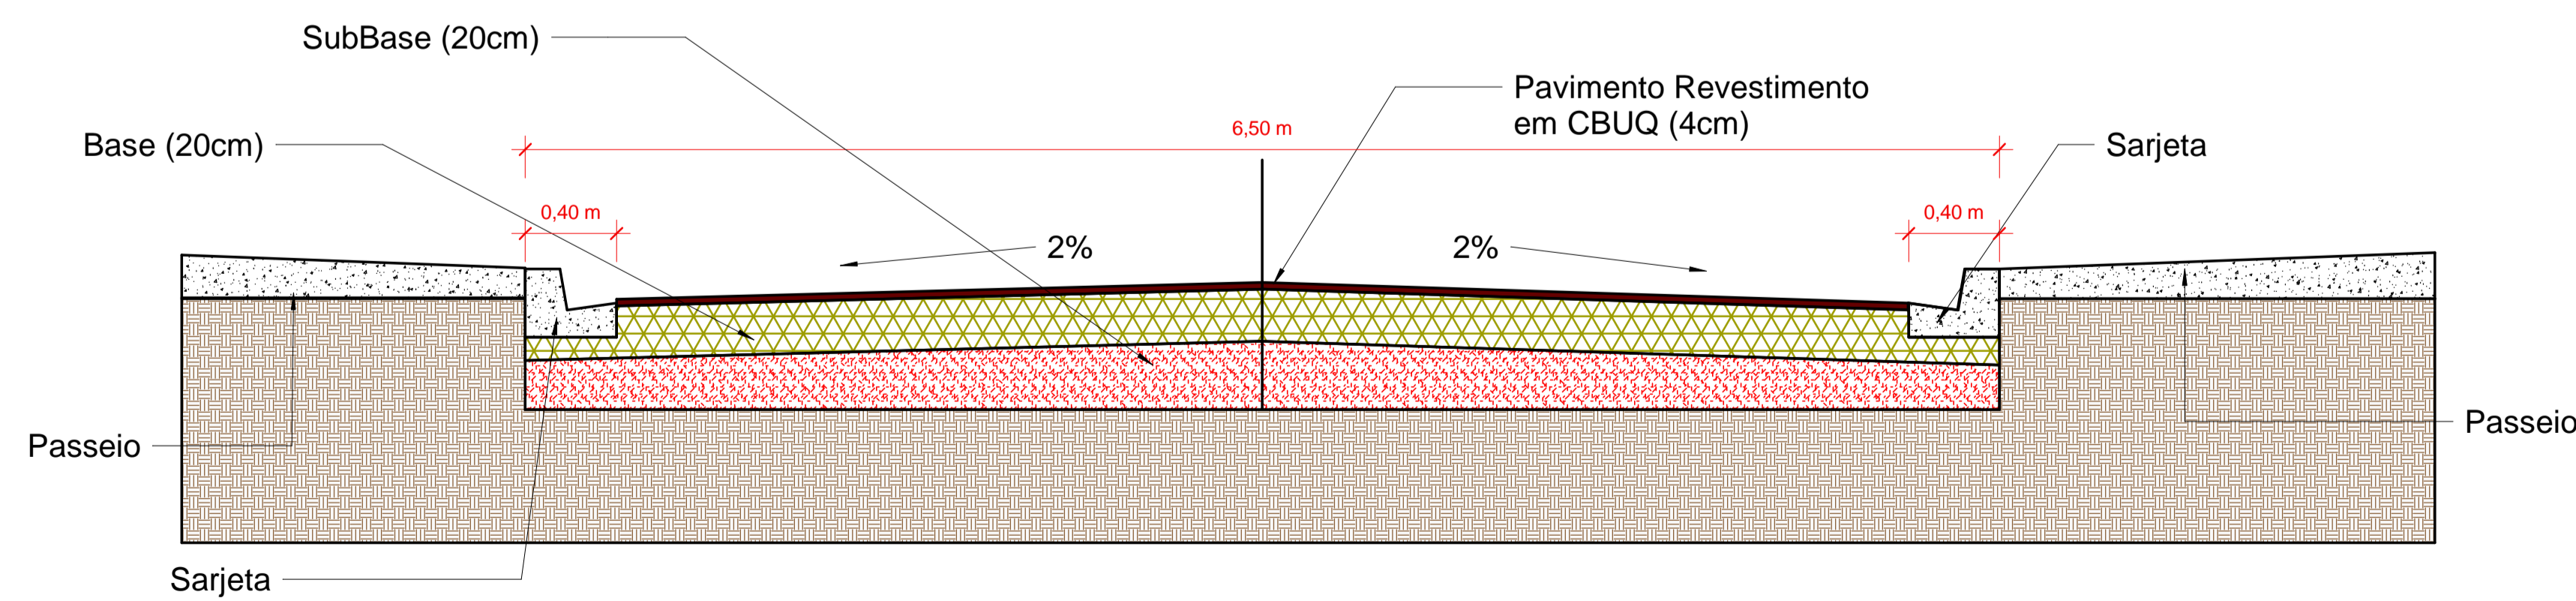 SubBase (20cm)
Pavimento Revestimento
em CBUQ (4cm)
6,50 m
Base (20cm)
Sarjeta
0,40 m
0,40 m
2%
2%
Passeio
Passeio
Sarjeta